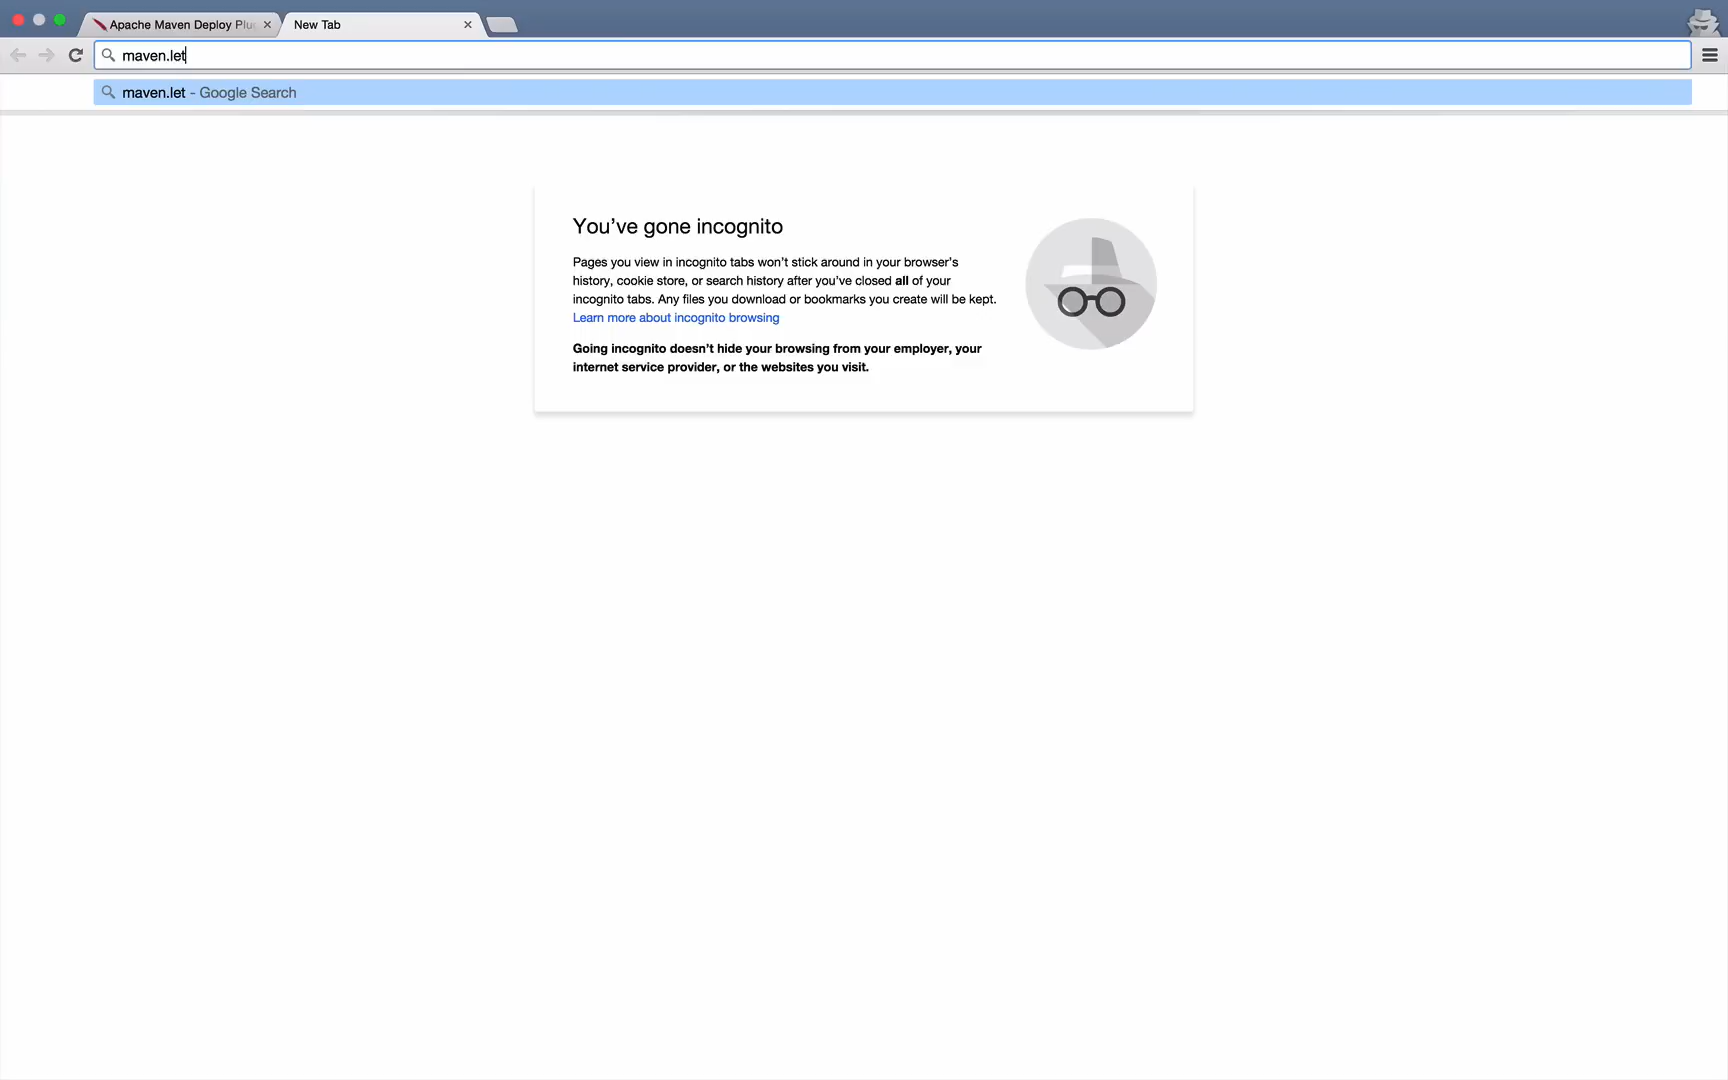 Apache Maven Deploy Plug
New Tab
maven.let
maven.let - Google Search
You've gone incognito
Pages you view in incognito tabs won't stick around in your browser's
history, cookie store, or search history after you've closed all of your
incognito tabs. Any files you download or bookmarks you create will be kept.
Learn more about incognito browsing
Going incognito doesn't hide your browsing from your employer, your
internet service provider, or the websites you visit.